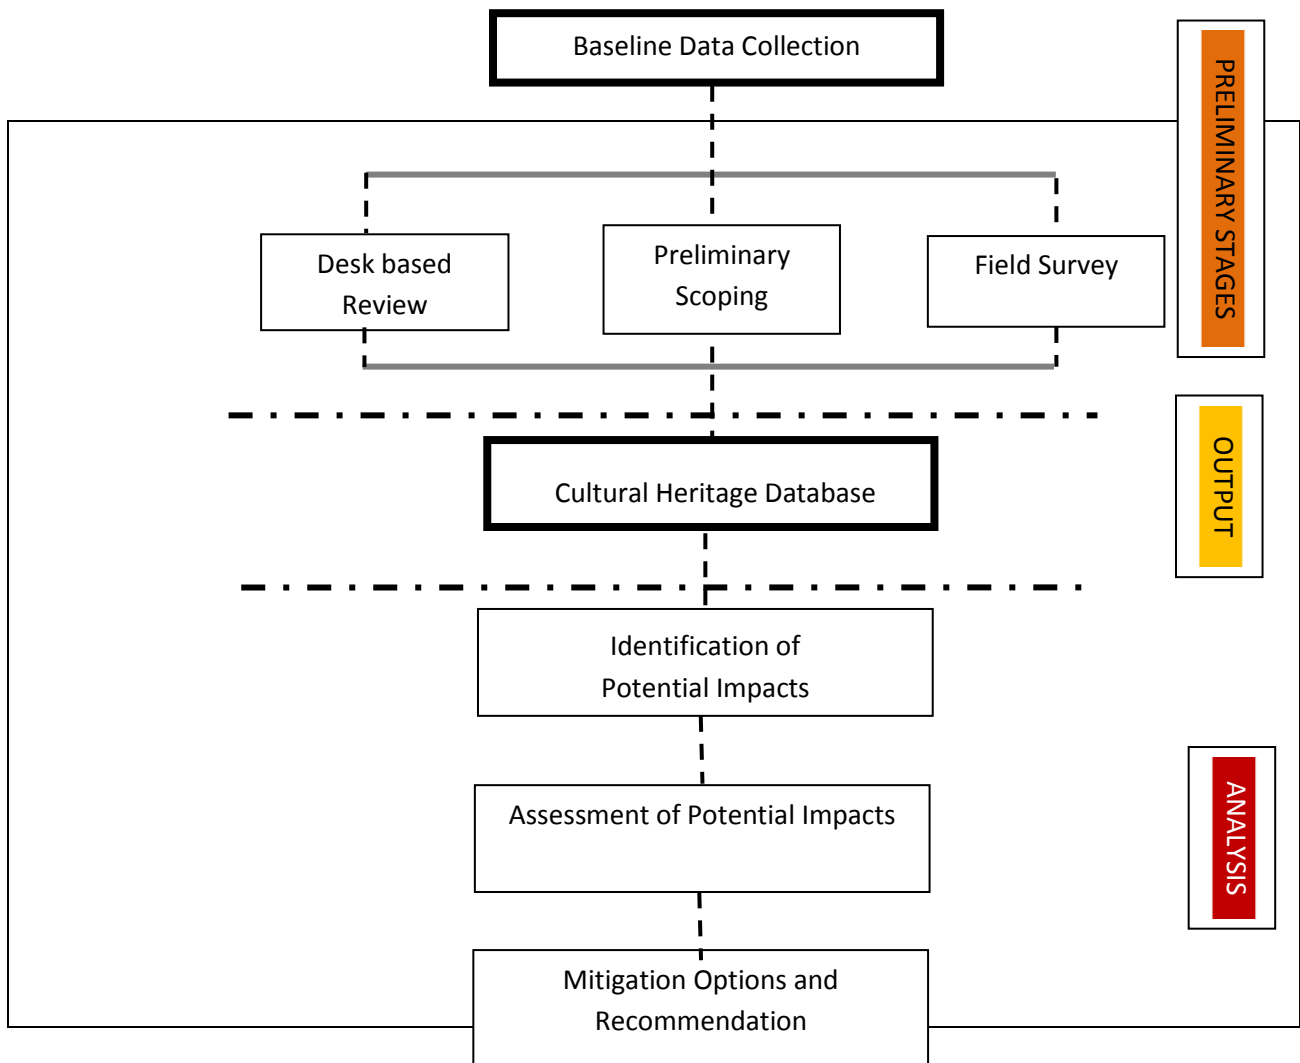 Baseline Data Collection
PRELIMINARY STAGES
Desk based
Review
Preliminary
Scoping
Field Survey
OUTPUT
Cultural Heritage Database
Identification of
Potential Impacts
ANALYSIS
Assessment of Potential Impacts
Mitigation Options and
Recommendation